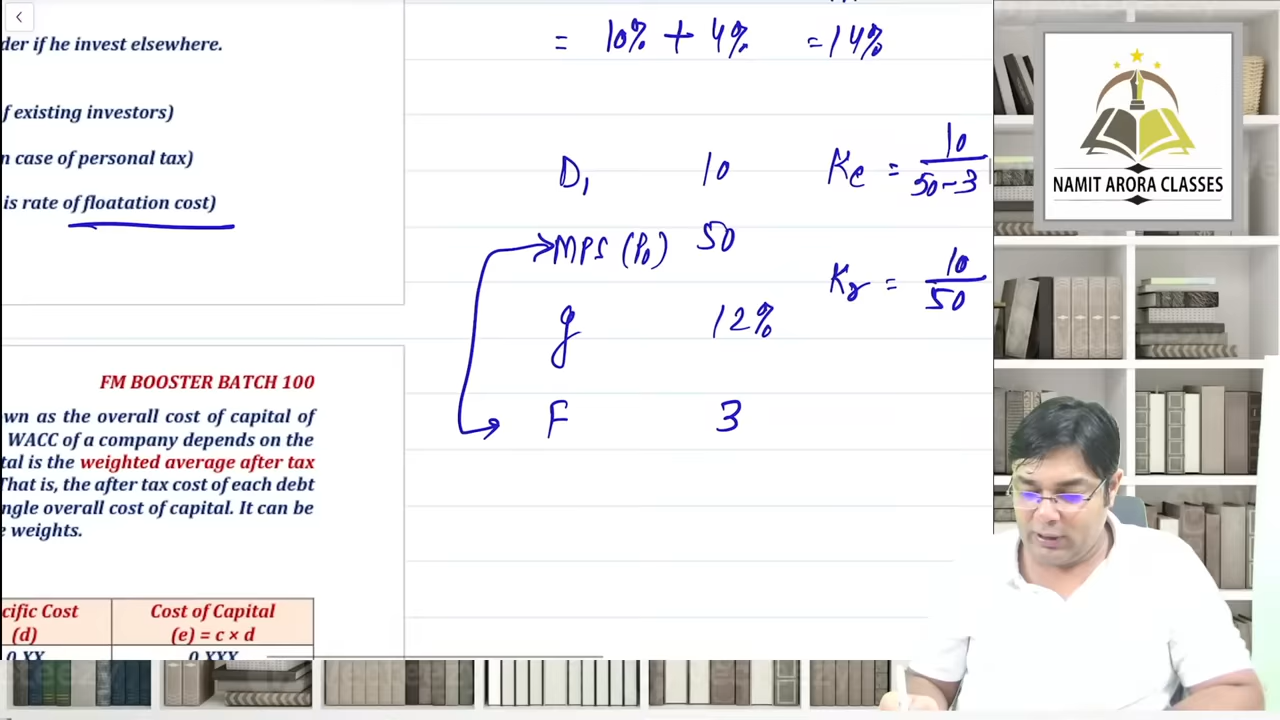 der if he invest elsewhere.
f existing investors)
n case of personal tax)
is rate of floatation cost)
= 10% + 4% = 14%
D₁ 10
MPS (P₀) 50
g 12%
F 3
Ke = 10/50-3
Kr = 10/50
FM BOOSTER BATCH 100
wn as the overall cost of capital of
WACC of a company depends on the
tal is the weighted average after tax
That is, the after tax cost of each debt
ngle overall cost of capital. It can be
e weights.
cific Cost
(d)
Cost of Capital
(e) = c × d
0.XX
0.XXX
NAMIT ARORA CLASSES